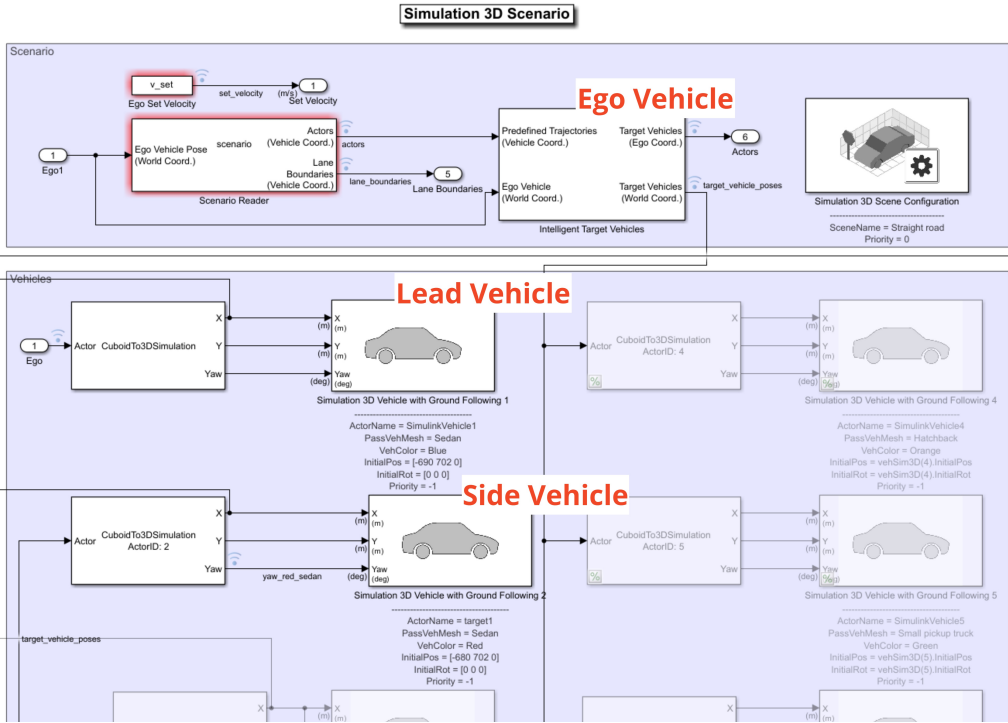 Simulation 3D Scenario
Scenario
v_set
set_velocity
(m/s)
1
Ego Set Velocity
Set Velocity
Ego Vehicle
1
Ego1
Ego Vehicle Pose
(World Coord.)
scenario
Actors
(Vehicle Coord.)
Lane
Boundaries
(Vehicle Coord.)
Scenario Reader
actors
lane_boundaries
5
Lane Boundaries
Predefined Trajectories
(Vehicle Coord.)
Ego Vehicle
(World Coord.)
Target Vehicles
(Ego Coord.)
Target Vehicles
(World Coord.)
Intelligent Target Vehicles
6
Actors
target_vehicle_poses
Simulation 3D Scene Configuration
SceneName = Straight road
Priority = 0
Vehicles
Lead Vehicle
1
Ego
Actor
CuboidTo3DSimulation
X
Y
Yaw
(m)
(m)
(deg)
X
(m)
Y
(m)
Yaw
(deg)
Simulation 3D Vehicle with Ground Following 1
ActorName = SimulinkVehicle1
PassVehMesh = Sedan
VehColor = Blue
InitialPos = [-690 702 0]
InitialRot = [0 0 0]
Priority = -1
Actor
CuboidTo3DSimulation
ActorID: 4
X
Y
Yaw
(m)
(m)
(deg)
X
(m)
Y
(m)
Yaw
(deg)
Simulation 3D Vehicle with Ground Following 4
ActorName = SimulinkVehicle4
PassVehMesh = Hatchback
VehColor = Orange
InitialPos = vehSim3D(4).InitialPos
InitialRot = vehSim3D(4).InitialRot
Priority = -1
Side Vehicle
Actor
CuboidTo3DSimulation
ActorID: 2
X
Y
Yaw
yaw_red_sedan
(m)
(m)
(deg)
X
(m)
Y
(m)
Yaw
(deg)
Simulation 3D Vehicle with Ground Following 2
ActorName = target1
PassVehMesh = Sedan
VehColor = Red
InitialPos = [-680 702 0]
InitialRot = [0 0 0]
Priority = -1
Actor
CuboidTo3DSimulation
ActorID: 5
X
Y
Yaw
(m)
(m)
(deg)
X
(m)
Y
(m)
Yaw
(deg)
Simulation 3D Vehicle with Ground Following 5
ActorName = SimulinkVehicle5
PassVehMesh = Small pickup truck
VehColor = Green
InitialPos = vehSim3D(5).InitialPos
InitialRot = vehSim3D(5).InitialRot
Priority = -1
target_vehicle_poses
X
(m)
X
(m)
X
(m)
X
(m)